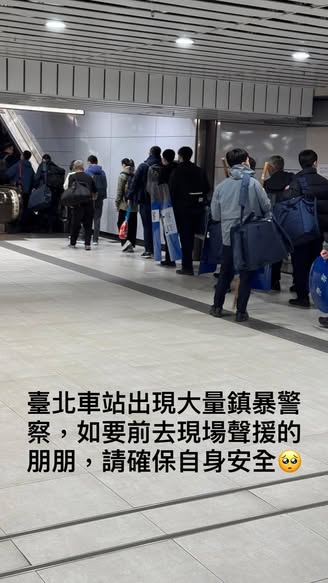 臺北車站出現大量鎮暴警
察，如要前去現場聲援的
朋朋，請確保自身安全🥺